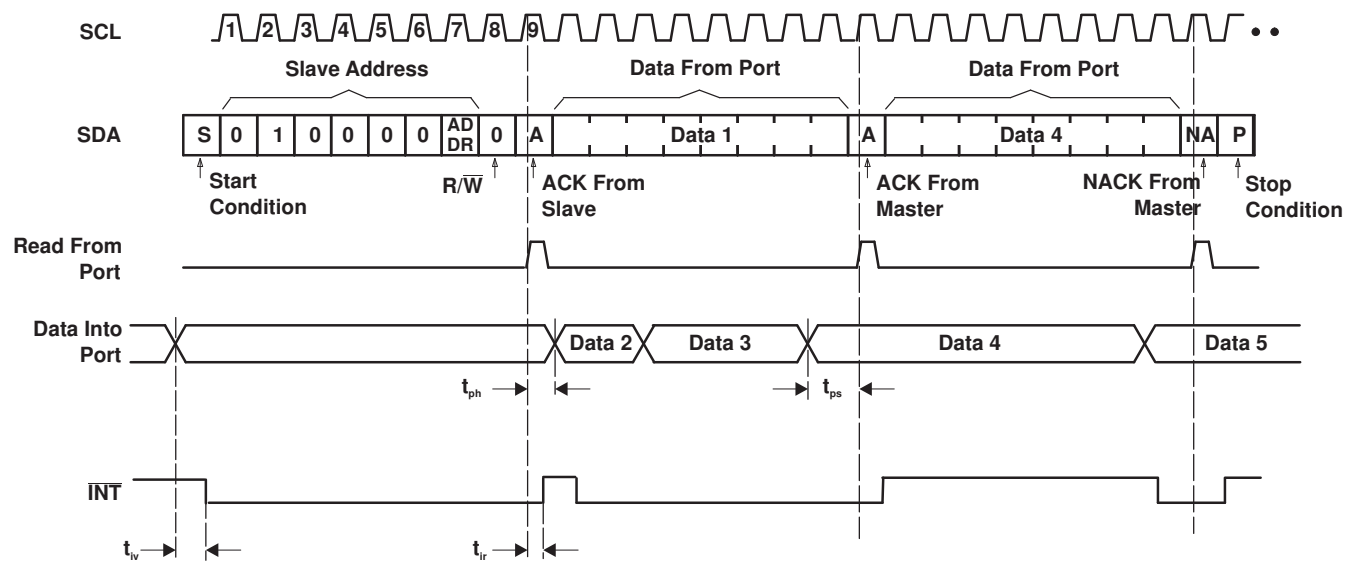 SCL
1 2 3 4 5 6 7 8 9
Slave Address
Data From Port
Data From Port
SDA
S 0 1 0 0 0 0 AD DR 0 A Data 1 A Data 4 NA P
Start
Condition
R/W̅
ACK From
Slave
ACK From
Master
NACK From
Master
Stop
Condition
Read From
Port
Data Into
Port
Data 2 Data 3 Data 4 Data 5
tph
tps
I̅N̅T̅
tiv
tir